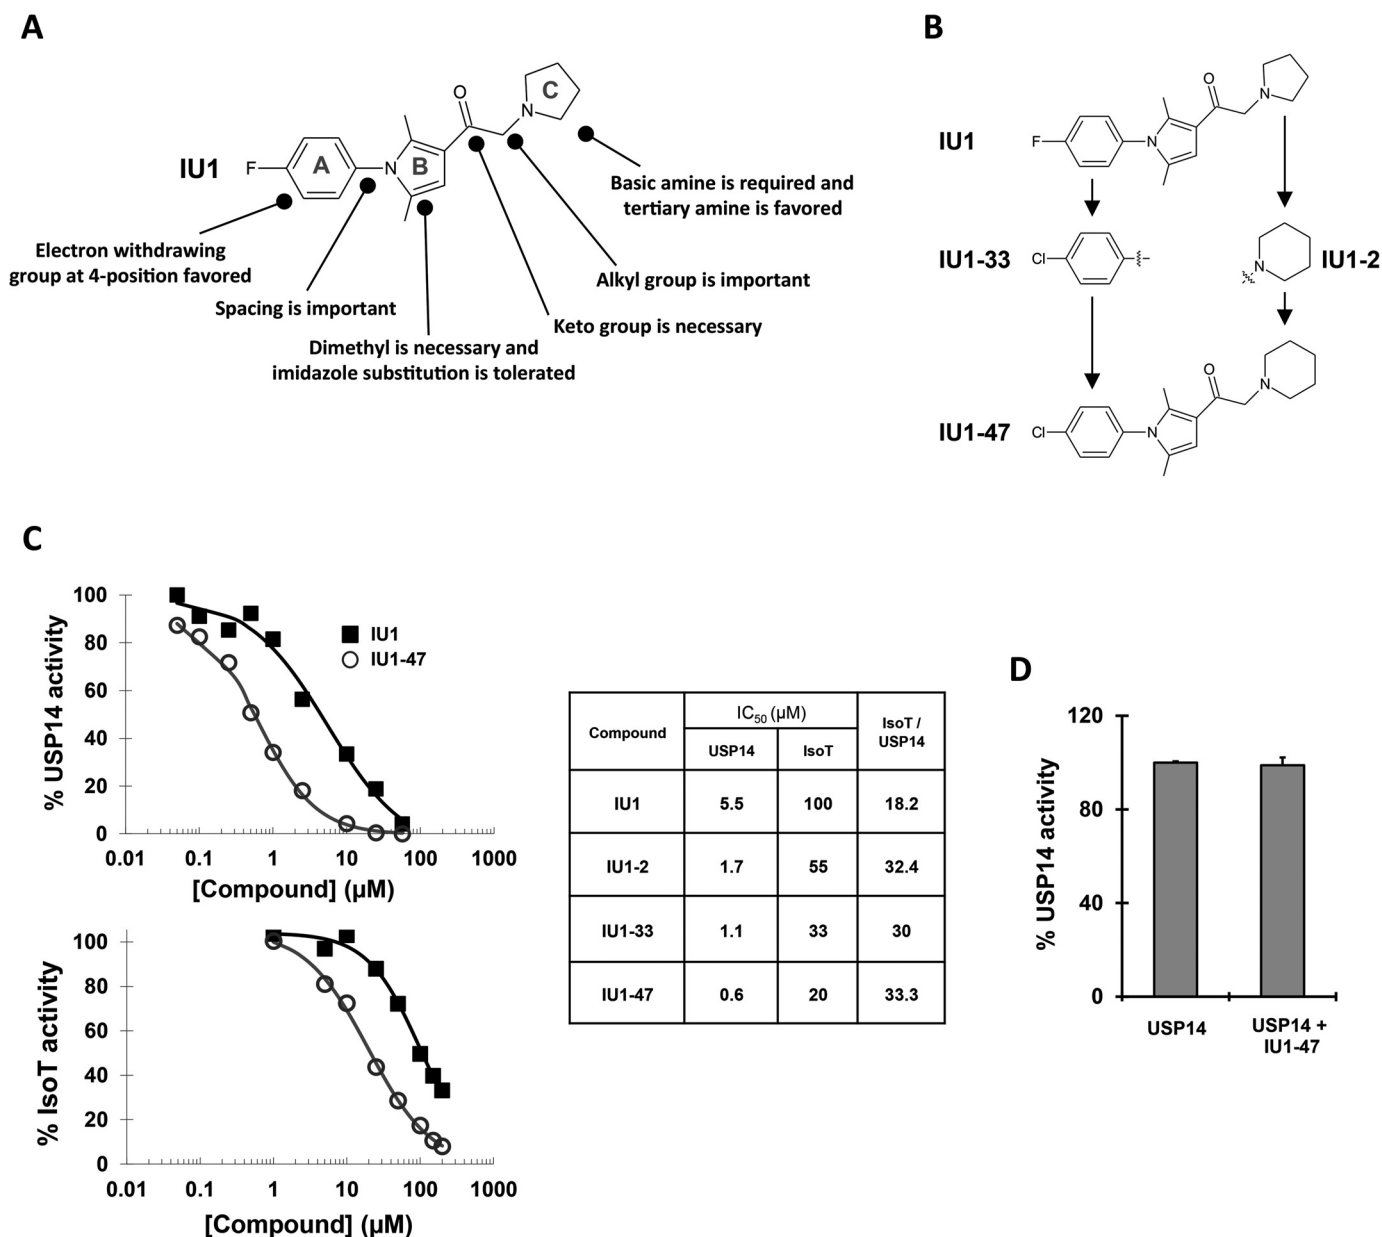 A
O
C
N
IU1
F
A
N
B
Basic amine is required and
tertiary amine is favored
Electron withdrawing
group at 4-position favored
Alkyl group is important
Spacing is important
Keto group is necessary
Dimethyl is necessary and
imidazole substitution is tolerated
B
O
N
IU1
F
N
IU1-33
Cl
N
IU1-2
O
N
IU1-47
Cl
N
C
% USP14 activity
100
80
60
40
20
0
IU1
IU1-47
0.01 0.1 1 10 100 1000
[Compound] (µM)
% IsoT activity
100
80
60
40
20
0
0.01 0.1 1 10 100 1000
[Compound] (µM)
Compound
IC50 (µM)
IsoT /
USP14
USP14 IsoT
IU1 5.5 100 18.2
IU1-2 1.7 55 32.4
IU1-33 1.1 33 30
IU1-47 0.6 20 33.3
D
% USP14 activity
120
80
40
0
USP14
USP14 +
IU1-47